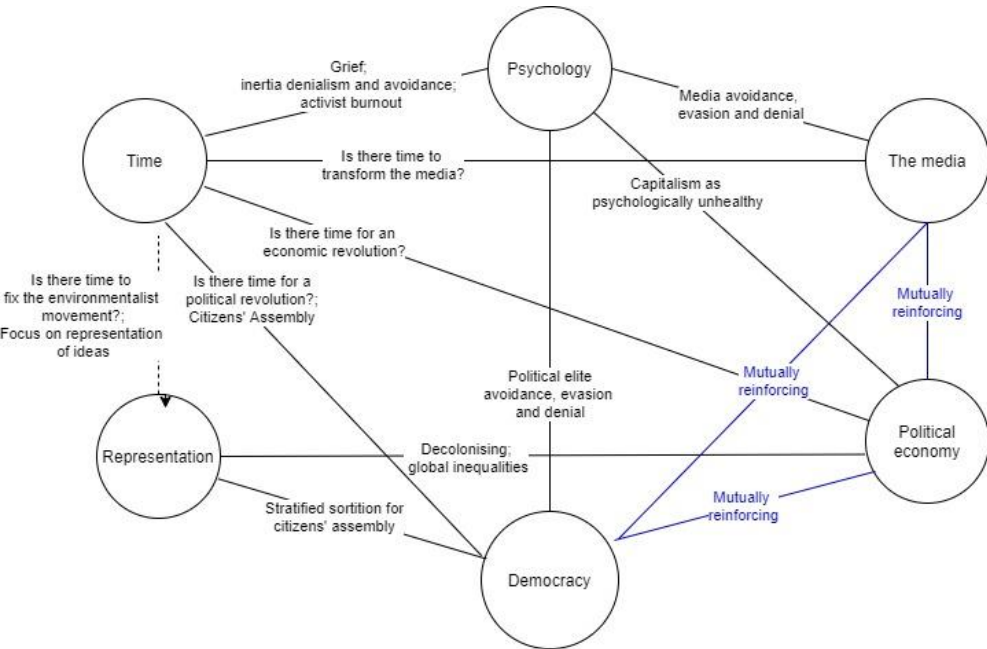 Psychology
Grief;
inertia denialism and avoidance;
activist burnout
Media avoidance,
evasion and denial
Time
The media
Is there time to
transform the media?
Capitalism as
psychologically unhealthy
Is there time for an
economic revolution?
Is there time to
fix the environmentalist
movement?;
Focus on representation
of ideas
Is there time for a
political revolution?;
Citizens' Assembly
Mutually
reinforcing
Mutually
reinforcing
Political elite
avoidance, evasion
and denial
Representation
Political
economy
Decolonising;
global inequalities
Stratified sortition for
citizens' assembly
Mutually
reinforcing
Democracy